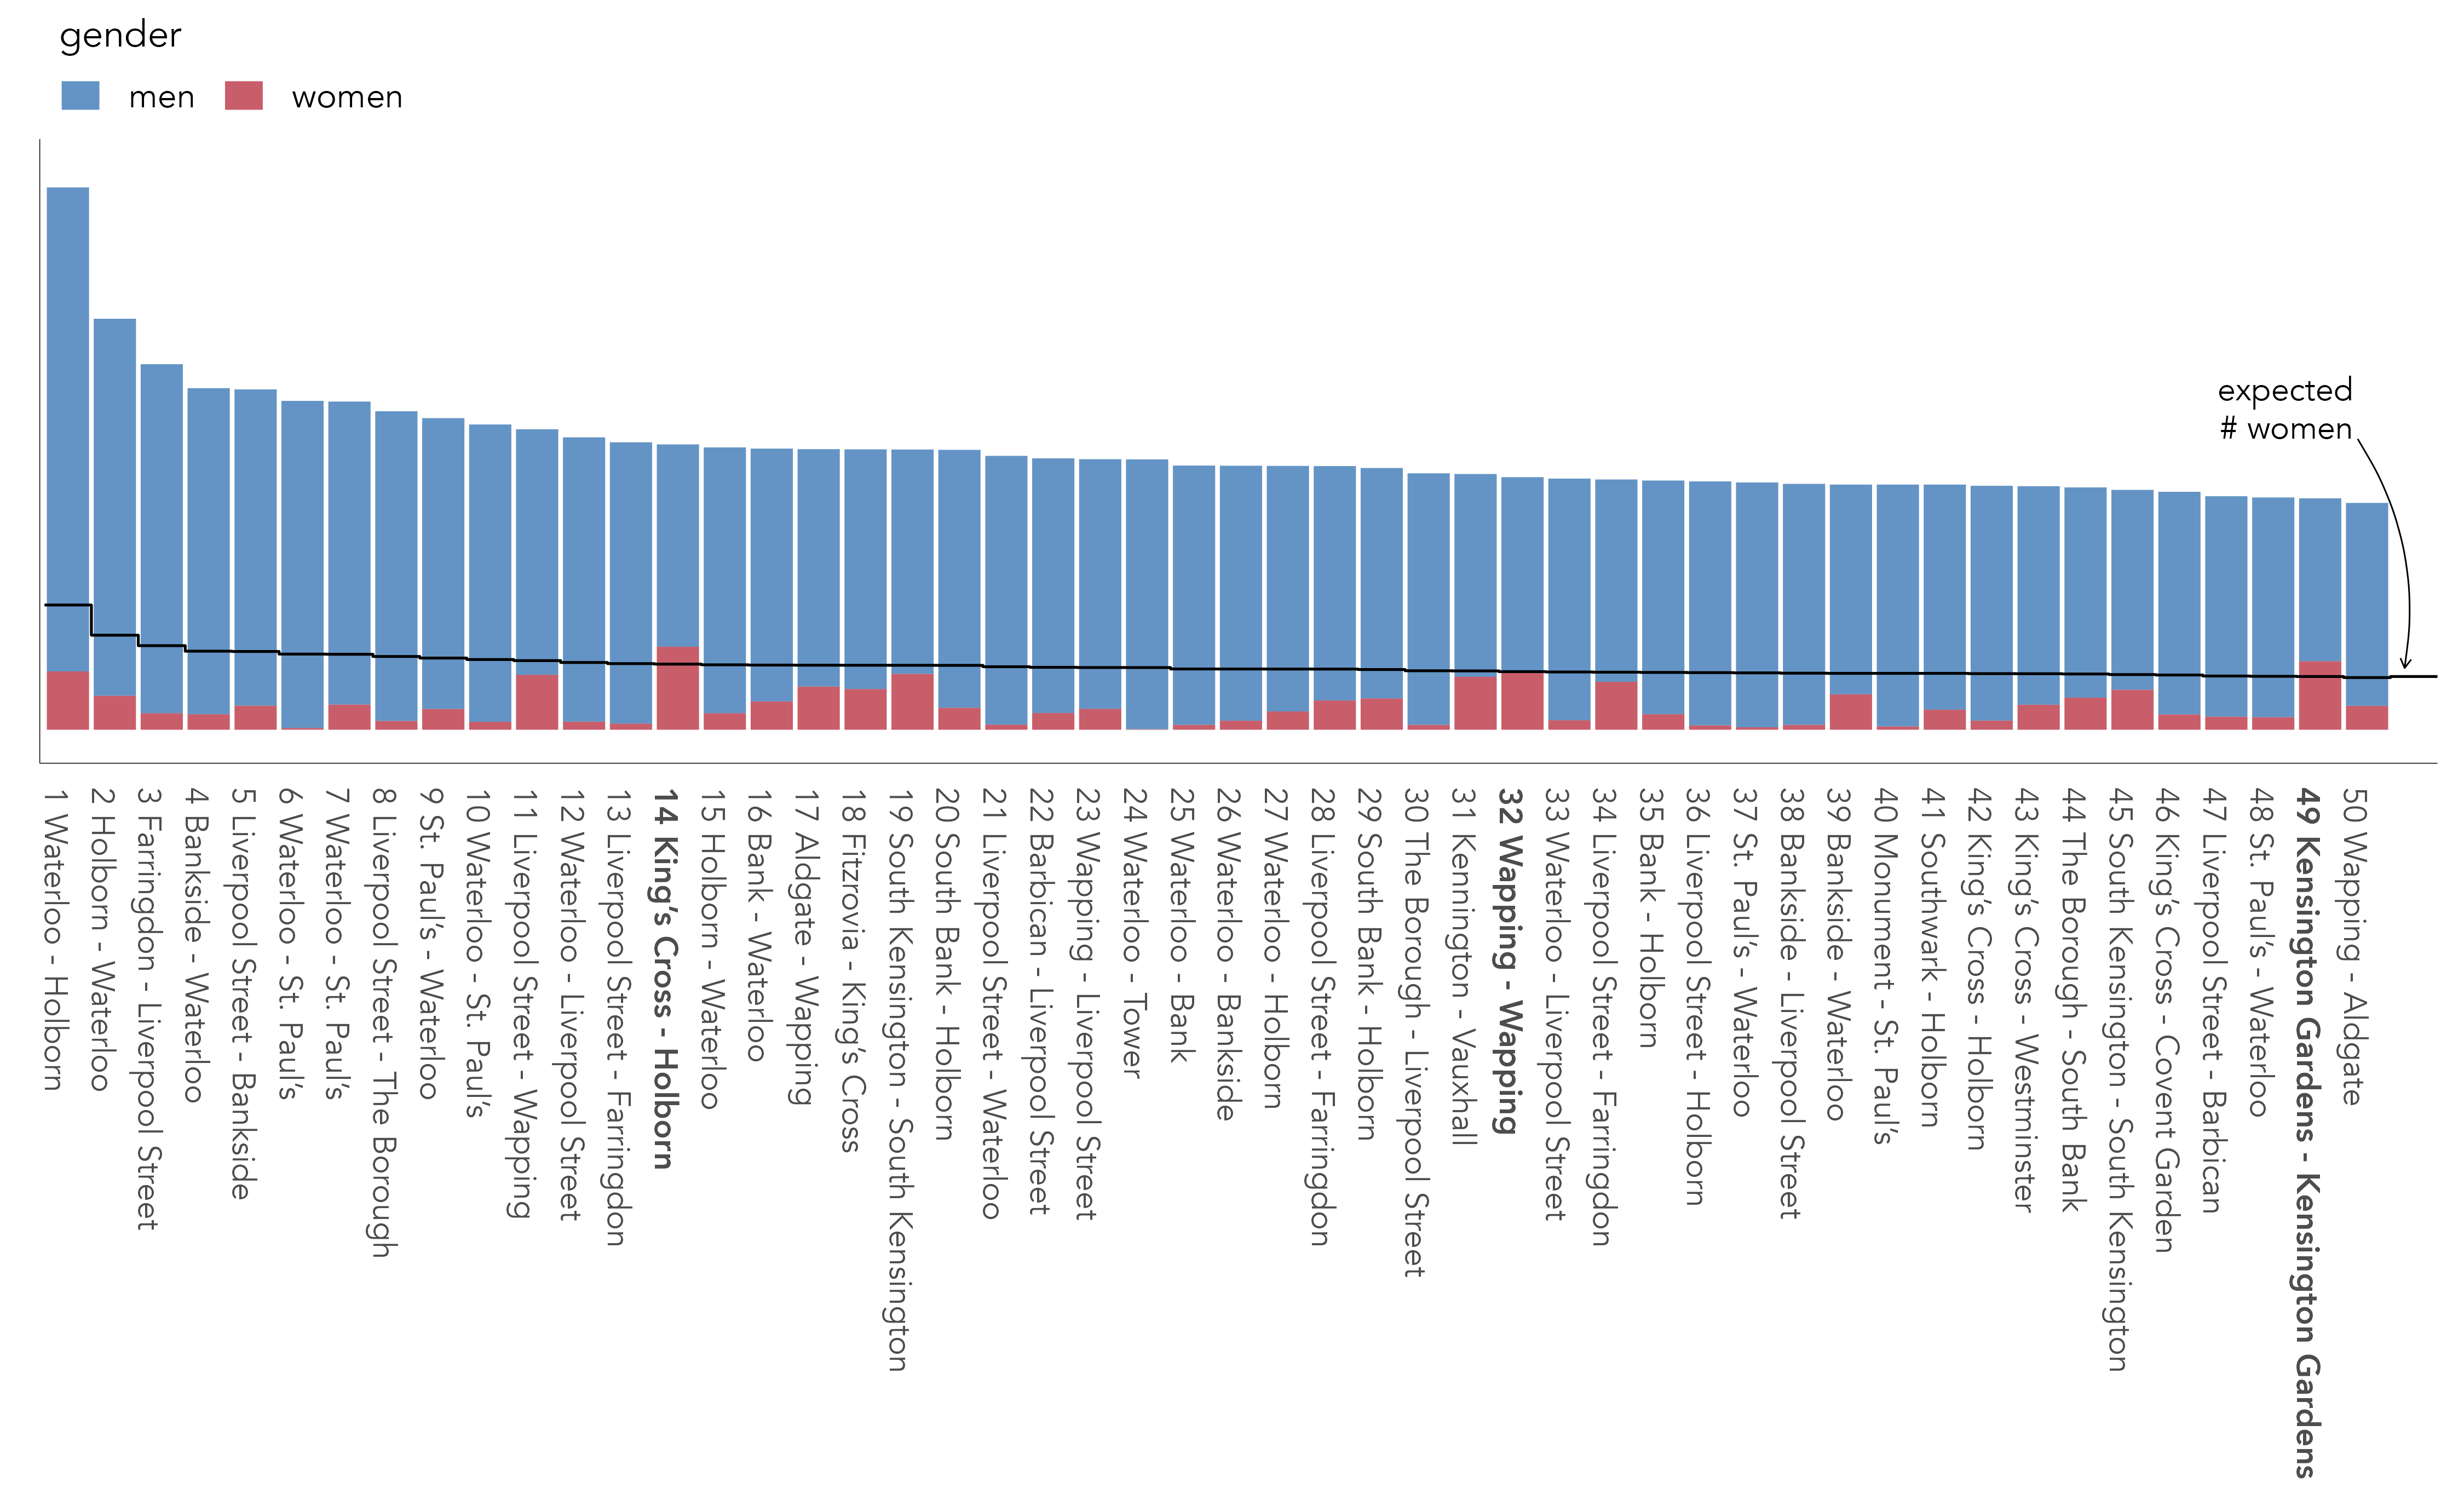 gender
men women
expected
# women
1 Waterloo - Holborn
2 Holborn - Waterloo
3 Farringdon - Liverpool Street
4 Bankside - Waterloo
5 Liverpool Street - Bankside
6 Waterloo - St. Paul’s
7 Waterloo - St. Paul’s
8 Liverpool Street - The Borough
9 St. Paul’s - Waterloo
10 Waterloo - St. Paul’s
11 Liverpool Street - Wapping
12 Waterloo - Liverpool Street
13 Liverpool Street - Farringdon
14 King’s Cross - Holborn
15 Holborn - Waterloo
16 Bank - Waterloo
17 Aldgate - Wapping
18 Fitzrovia - King’s Cross
19 South Kensington - South Kensington
20 South Bank - Holborn
21 Liverpool Street - Waterloo
22 Barbican - Liverpool Street
23 Wapping - Liverpool Street
24 Waterloo - Tower
25 Waterloo - Bank
26 Waterloo - Bankside
27 Waterloo - Holborn
28 Liverpool Street - Farringdon
29 South Bank - Holborn
30 The Borough - Liverpool Street
31 Kennington - Vauxhall
32 Wapping - Wapping
33 Waterloo - Liverpool Street
34 Liverpool Street - Farringdon
35 Bank - Holborn
36 Liverpool Street - Holborn
37 St. Paul’s - Waterloo
38 Bankside - Liverpool Street
39 Bankside - Waterloo
40 Monument - St. Paul’s
41 Southwark - Holborn
42 King’s Cross - Holborn
43 King’s Cross - Westminster
44 The Borough - South Bank
45 South Kensington - South Kensington
46 King’s Cross - Covent Garden
47 Liverpool Street - Barbican
48 St. Paul’s - Waterloo
49 Kensington Gardens - Kensington Gardens
50 Wapping - Aldgate